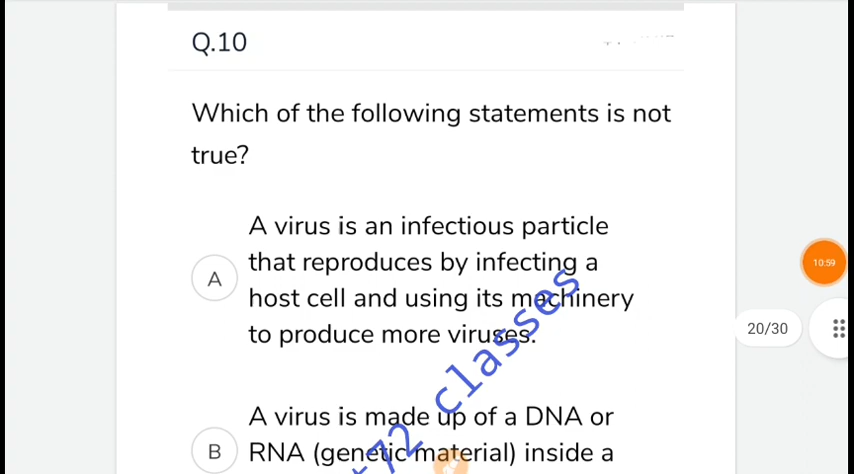 Q.10
Which of the following statements is not
true?
A
A virus is an infectious particle
that reproduces by infecting a
host cell and using its machinery
to produce more viruses.
B
A virus is made up of a DNA or
RNA (genetic material) inside a
t72 classes
10:59
20/30